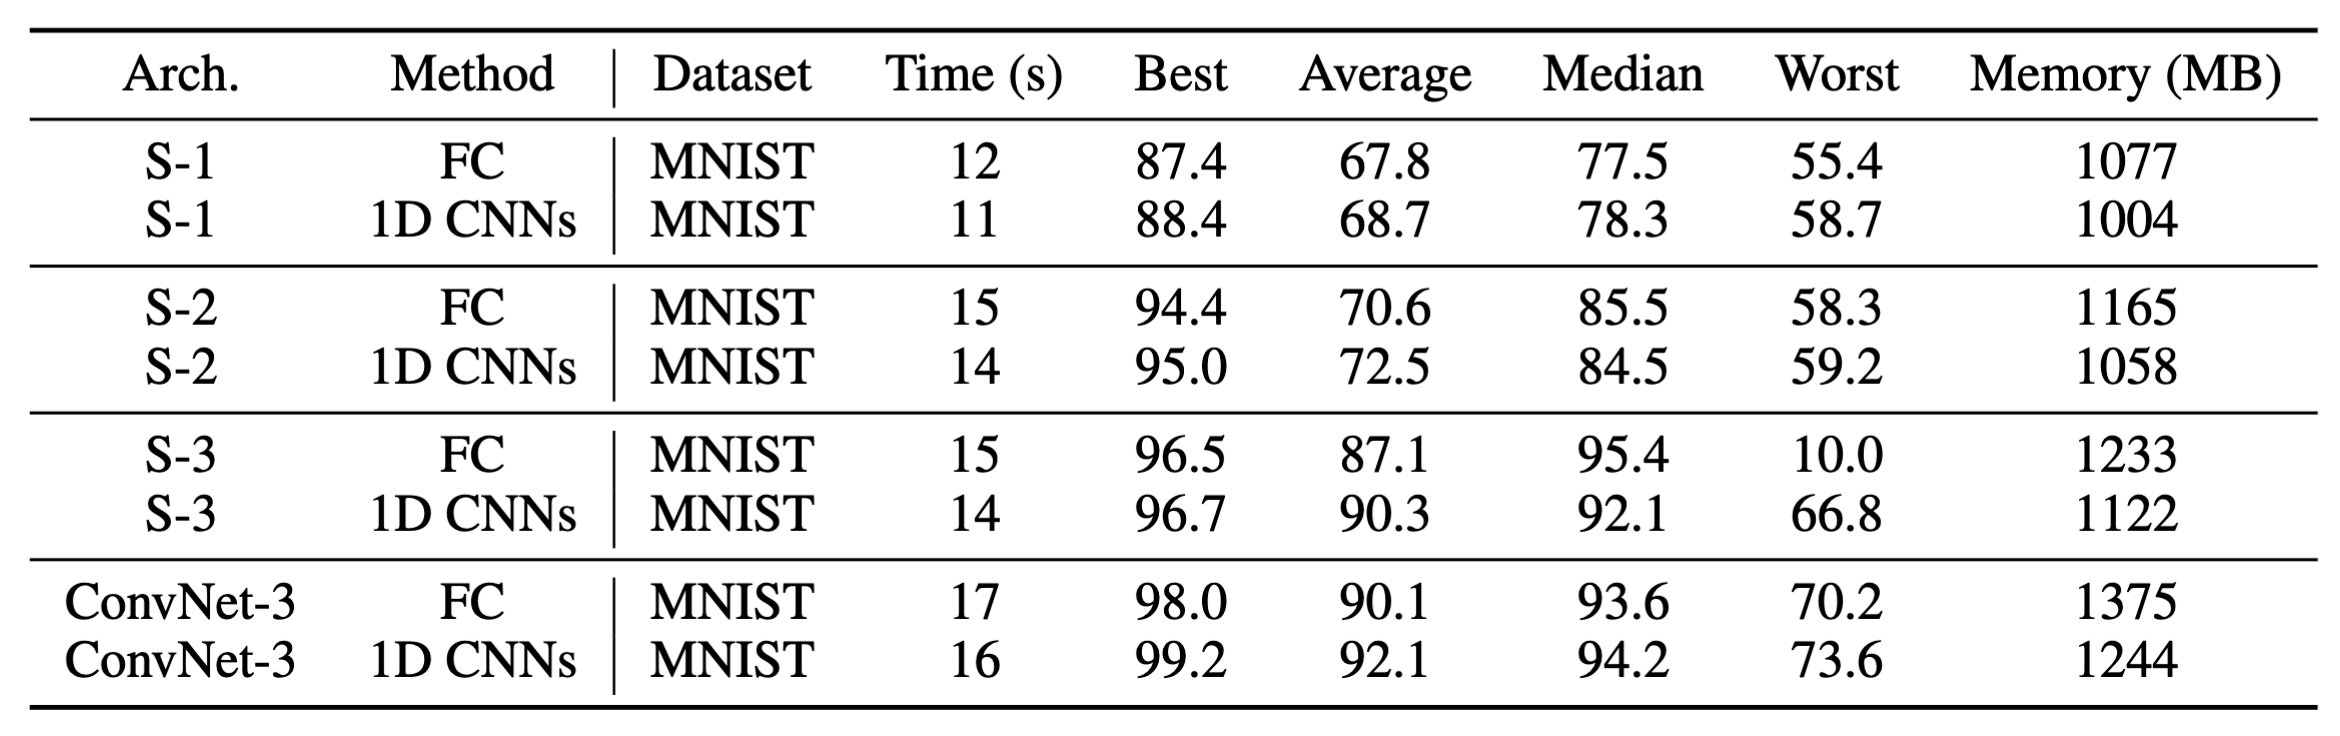 Arch. Method Dataset Time (s) Best Average Median Worst Memory (MB)
S-1 FC MNIST 12 87.4 67.8 77.5 55.4 1077
S-1 1D CNNs MNIST 11 88.4 68.7 78.3 58.7 1004
S-2 FC MNIST 15 94.4 70.6 85.5 58.3 1165
S-2 1D CNNs MNIST 14 95.0 72.5 84.5 59.2 1058
S-3 FC MNIST 15 96.5 87.1 95.4 10.0 1233
S-3 1D CNNs MNIST 14 96.7 90.3 92.1 66.8 1122
ConvNet-3 FC MNIST 17 98.0 90.1 93.6 70.2 1375
ConvNet-3 1D CNNs MNIST 16 99.2 92.1 94.2 73.6 1244